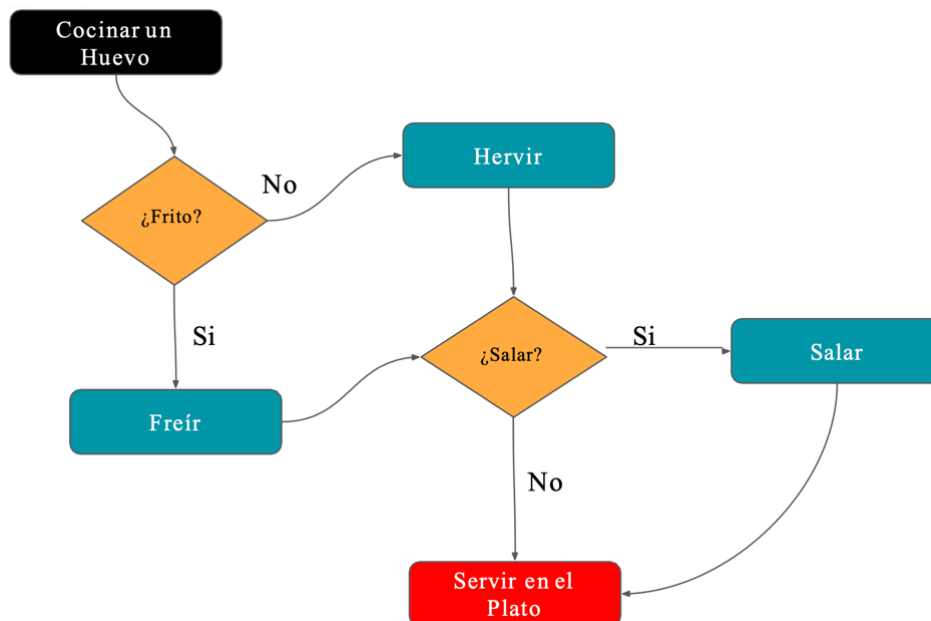 Cocinar un
Huevo
¿Frito?
No
Hervir
Si
Freír
¿Salar?
Si
Salar
No
Servir en el
Plato